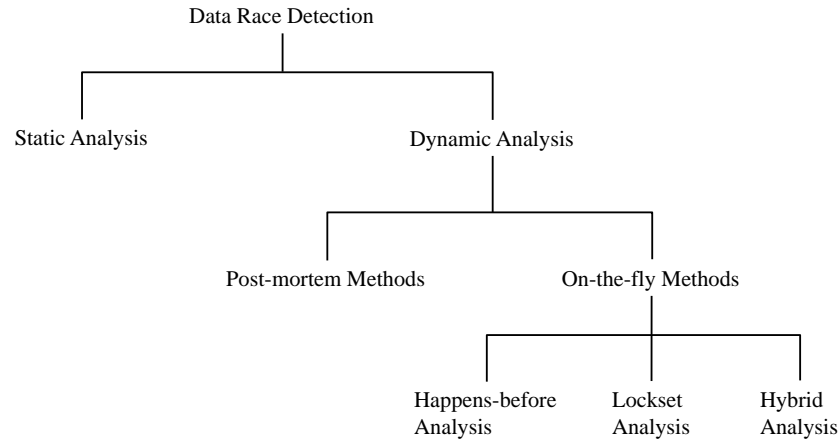 Data Race Detection
Static Analysis
Dynamic Analysis
Post-mortem Methods
On-the-fly Methods
Happens-before
Analysis
Lockset
Analysis
Hybrid
Analysis